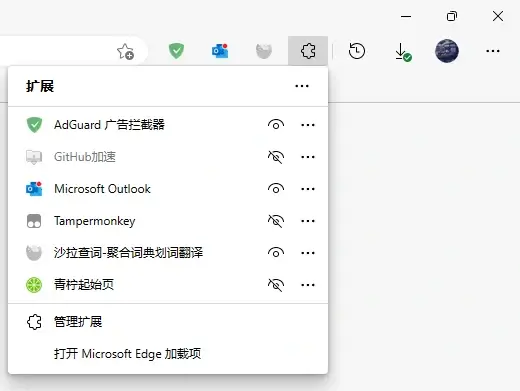 扩展
AdGuard 广告拦截器
GitHub加速
Microsoft Outlook
Tampermonkey
沙拉查词-聚合词典划词翻译
青柠起始页
管理扩展
打开 Microsoft Edge 加载项